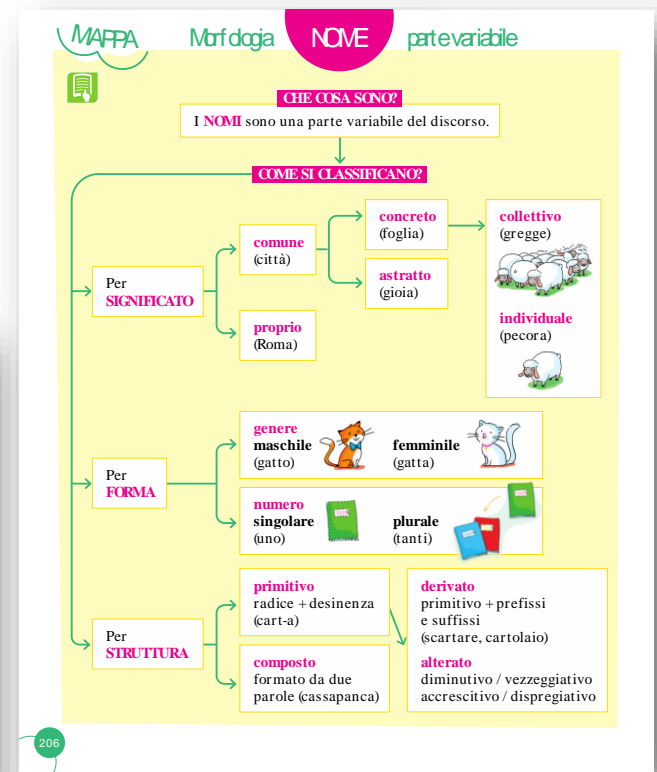 MAPPA
Morfologia
NOME
parte variabile
CHE COSA SONO?
I NOMI sono una parte variabile del discorso.
COME SI CLASSIFICANO?
Per
SIGNIFICATO
comune
(città)
proprio
(Roma)
concreto
(foglia)
astratto
(gioia)
collettivo
(gregge)
individuale
(pecora)
Per
FORMA
genere
maschile
(gatto)
femminile
(gatta)
numero
singolare
(uno)
plurale
(tanti)
Per
STRUTTURA
primitivo
radice + desinenza
(cart-a)
composto
formato da due
parole (cassapanca)
derivato
primitivo + prefissi
e suffissi
(scartare, cartolaio)
alterato
diminutivo / vezzeggiativo
accrescitivo / dispregiativo
206